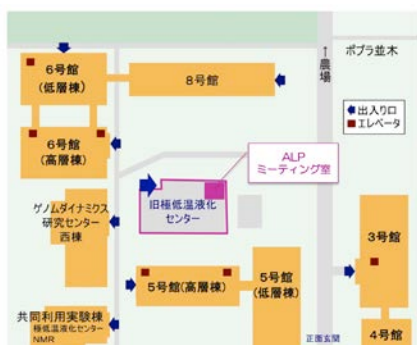 ↑農場
ポプラ並木
6号館
(低層棟)
8号館
出入り口
エレベータ
6号館
(高層棟)
ALP
ミーティング室
ゲノムダイナミクス
研究センター
西棟
旧極低温液化
センター
3号館
5号館(高層棟)
5号館
(低層棟)
共同利用実験棟
極低温液化センター
NMR
正面玄関
4号館